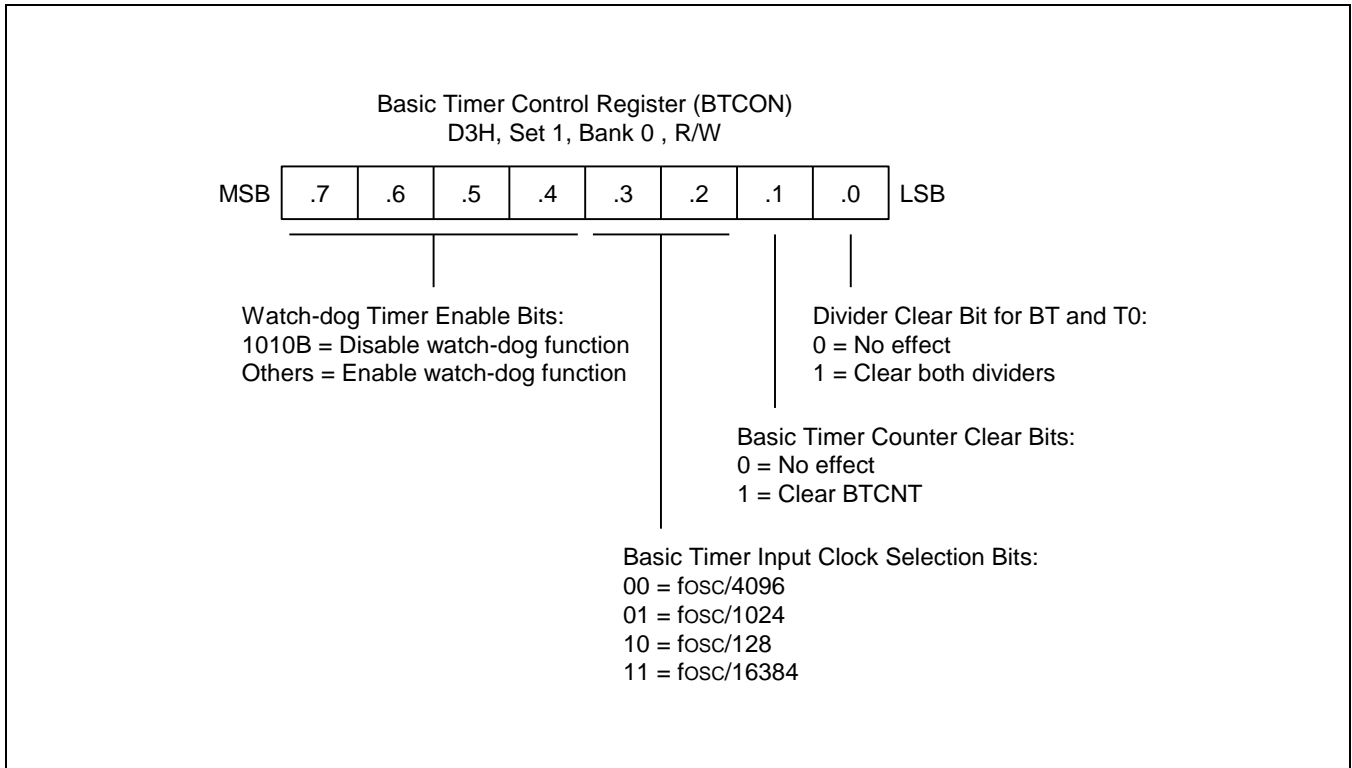 Basic Timer Control Register (BTCON)
D3H, Set 1, Bank 0 , R/W
MSB .7 .6 .5 .4 .3 .2 .1 .0 LSB
Watch-dog Timer Enable Bits:
1010B = Disable watch-dog function
Others = Enable watch-dog function
Divider Clear Bit for BT and T0:
0 = No effect
1 = Clear both dividers
Basic Timer Counter Clear Bits:
0 = No effect
1 = Clear BTCNT
Basic Timer Input Clock Selection Bits:
00 = fOSC/4096
01 = fOSC/1024
10 = fOSC/128
11 = fOSC/16384